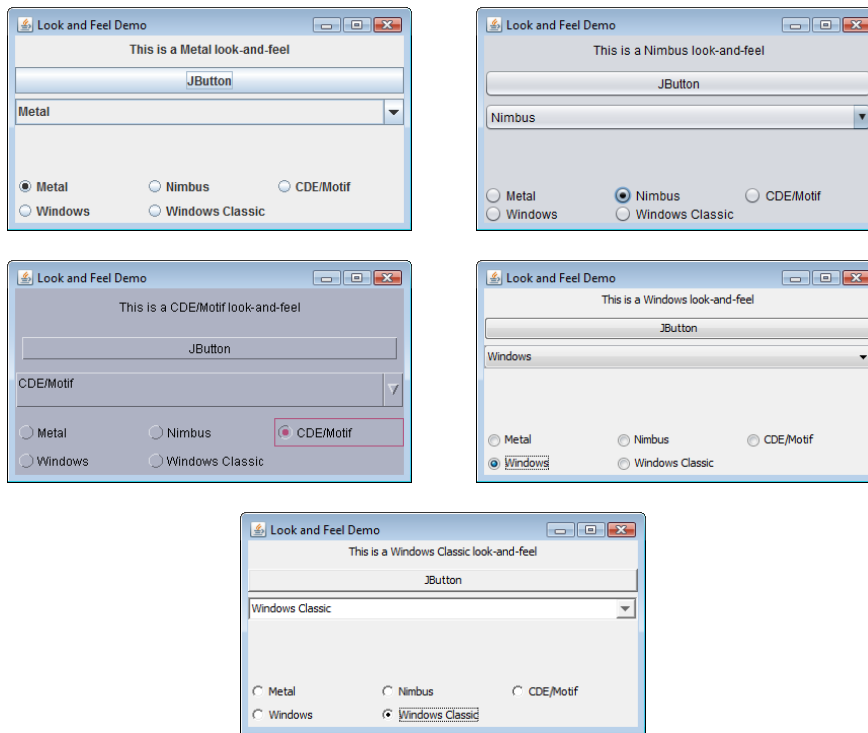 Look and Feel Demo
This is a Metal look-and-feel
JButton
Metal
Metal Nimbus CDE/Motif
Windows Windows Classic
Look and Feel Demo
This is a Nimbus look-and-feel
JButton
Nimbus
Metal Nimbus CDE/Motif
Windows Windows Classic
Look and Feel Demo
This is a CDE/Motif look-and-feel
JButton
CDE/Motif
Metal Nimbus CDE/Motif
Windows Windows Classic
Look and Feel Demo
This is a Windows look-and-feel
JButton
Windows
Metal Nimbus CDE/Motif
Windows Windows Classic
Look and Feel Demo
This is a Windows Classic look-and-feel
JButton
Windows Classic
Metal Nimbus CDE/Motif
Windows Windows Classic